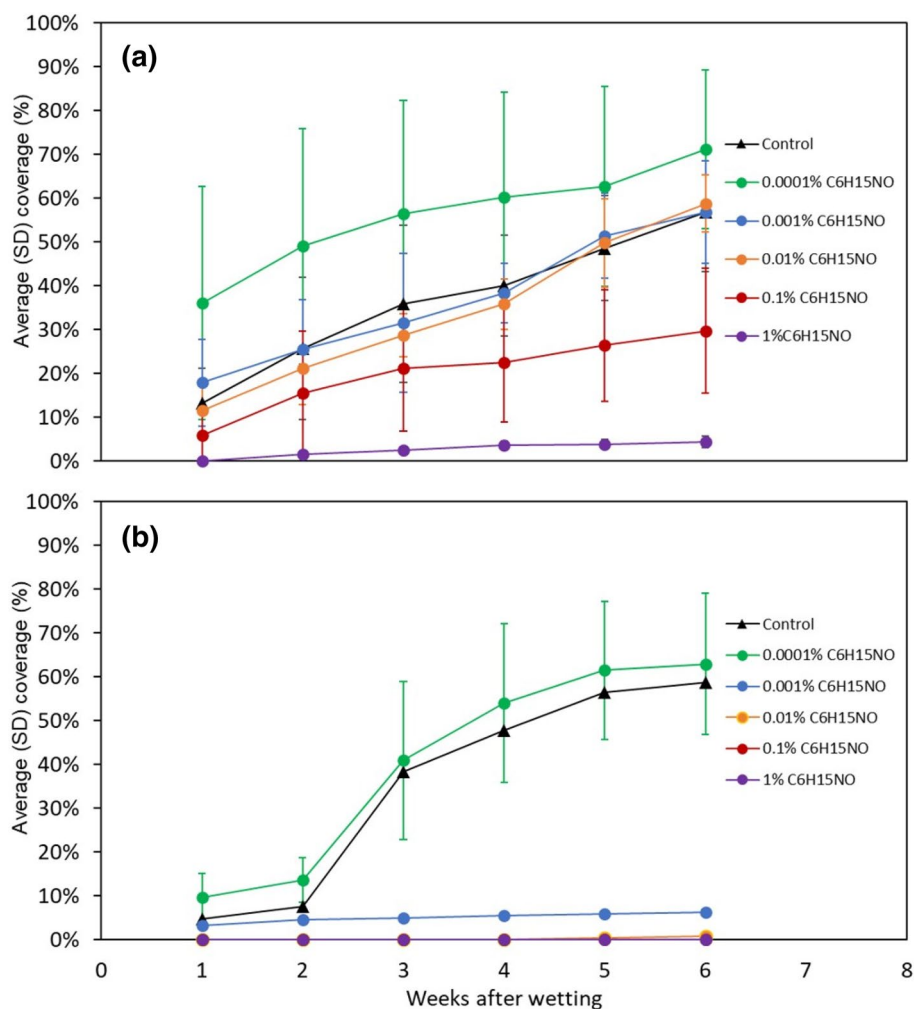 100%
90%
80%
70%
60%
50%
40%
30%
20%
10%
0%
Average (SD) coverage (%)
(a)
Control
0.0001% C6H15NO
0.001% C6H15NO
0.01% C6H15NO
0.1% C6H15NO
1%C6H15NO
100%
90%
80%
70%
60%
50%
40%
30%
20%
10%
0%
Average (SD) coverage (%)
(b)
Control
0.0001% C6H15NO
0.001% C6H15NO
0.01% C6H15NO
0.1% C6H15NO
1% C6H15NO
0 1 2 3 4 5 6 7 8
Weeks after wetting